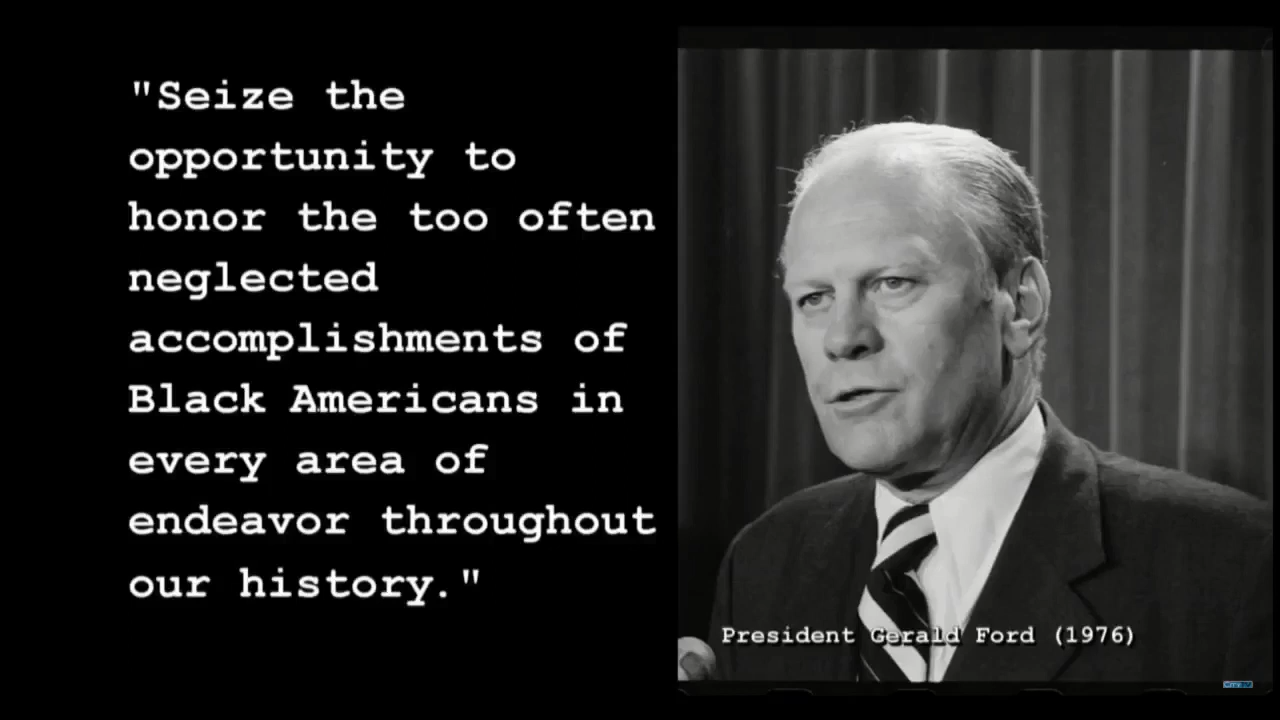 "Seize the
opportunity to
honor the too often
neglected
accomplishments of
Black Americans in
every area of
endeavor throughout
our history."
President Gerald Ford (1976)